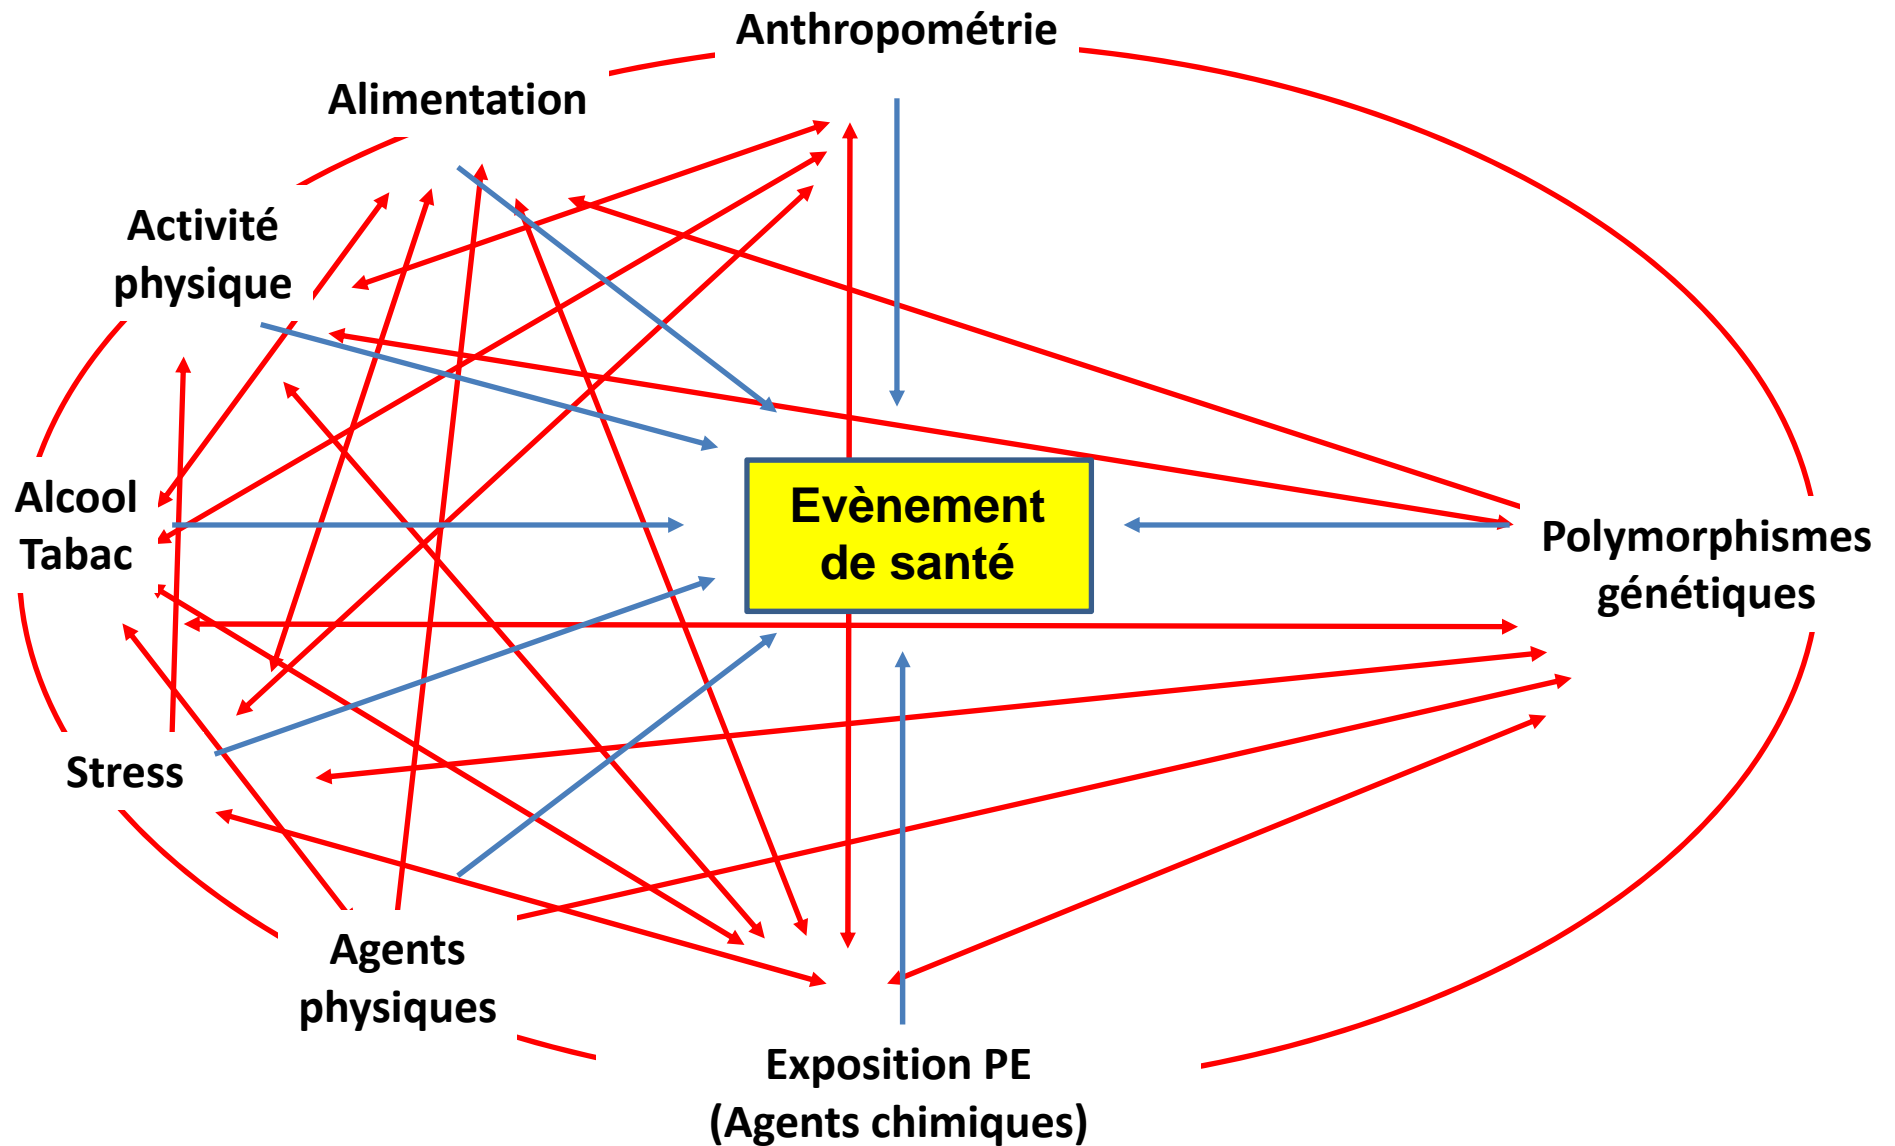 Anthropométrie
Alimentation
Activité
physique
Alcool
Tabac
Evènement
de santé
Polymorphismes
génétiques
Stress
Agents
physiques
Exposition PE
(Agents chimiques)